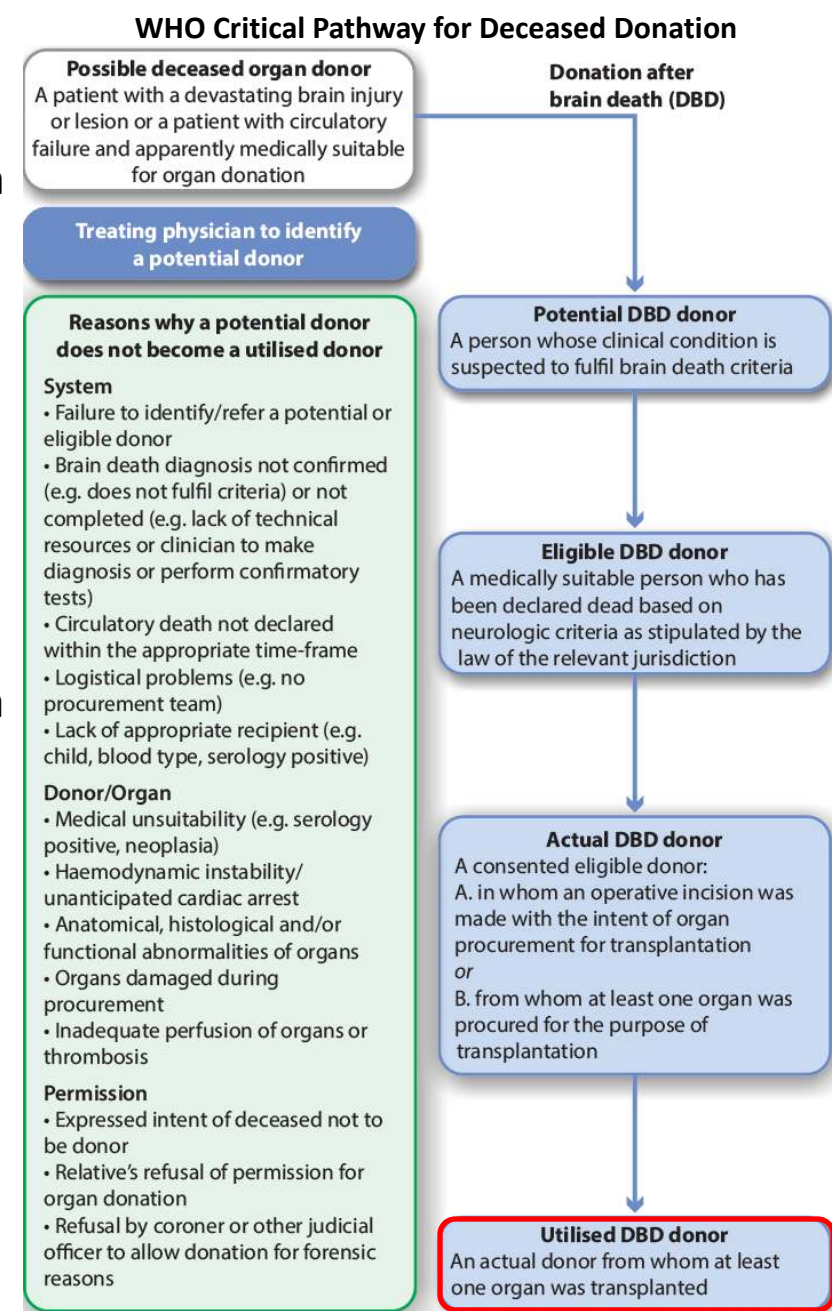 WHO Critical Pathway for Deceased Donation
Possible deceased organ donor
A patient with a devastating brain injury
or lesion or a patient with circulatory
failure and apparently medically suitable
for organ donation
Donation after
brain death (DBD)
n
Treating physician to identify
a potential donor
Reasons why a potential donor
does not become a utilised donor
System
• Failure to identify/refer a potential or
eligible donor
• Brain death diagnosis not confirmed
(e.g. does not fulfil criteria) or not
completed (e.g. lack of technical
resources or clinician to make
diagnosis or perform confirmatory
tests)
• Circulatory death not declared
within the appropriate time-frame
• Logistical problems (e.g. no
procurement team)
n
• Lack of appropriate recipient (e.g.
child, blood type, serology positive)
Donor/Organ
• Medical unsuitability (e.g. serology
positive, neoplasia)
• Haemodynamic instability/
unanticipated cardiac arrest
• Anatomical, histological and/or
functional abnormalities of organs
• Organs damaged during
procurement
• Inadequate perfusion of organs or
thrombosis
Permission
• Expressed intent of deceased not to
be donor
• Relative's refusal of permission for
organ donation
• Refusal by coroner or other judicial
officer to allow donation for forensic
reasons
Potential DBD donor
A person whose clinical condition is
suspected to fulfil brain death criteria
Eligible DBD donor
A medically suitable person who has
been declared dead based on
neurologic criteria as stipulated by the
law of the relevant jurisdiction
Actual DBD donor
A consented eligible donor:
A. in whom an operative incision was
made with the intent of organ
procurement for transplantation
or
B. from whom at least one organ was
procured for the purpose of
transplantation
Utilised DBD donor
An actual donor from whom at least
one organ was transplanted